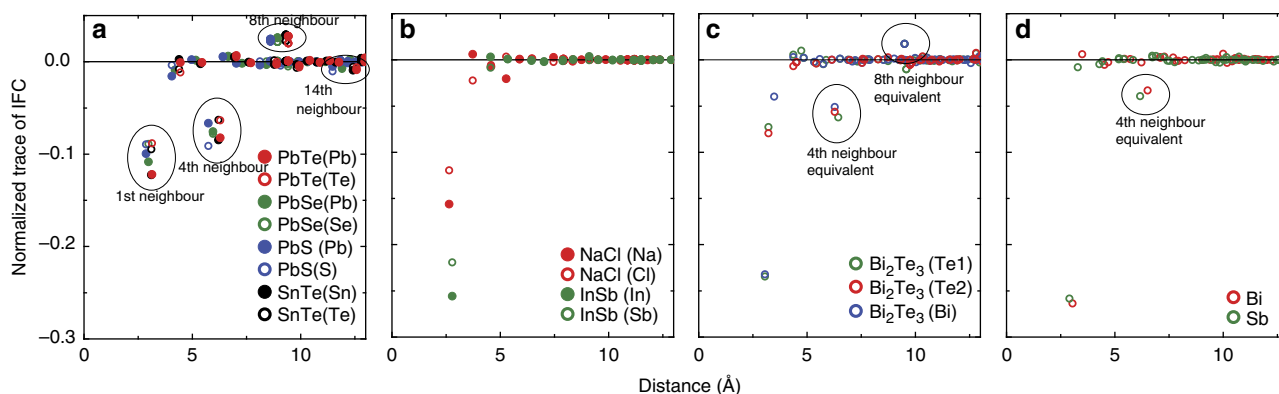 Normalized trace of IFC
0.0
−0.1
−0.2
−0.3
a
8th neighbour
14th
neighbour
4th neighbour
1st neighbour
PbTe(Pb)
PbTe(Te)
PbSe(Pb)
PbSe(Se)
PbS (Pb)
PbS(S)
SnTe(Sn)
SnTe(Te)
0 5 10
b
NaCl (Na)
NaCl (Cl)
InSb (In)
InSb (Sb)
0 5 10
c
8th neighbour
equivalent
4th neighbour
equivalent
Bi₂Te₃ (Te1)
Bi₂Te₃ (Te2)
Bi₂Te₃ (Bi)
0 5 10
d
4th neighbour
equivalent
Bi
Sb
0 5 10
Distance (Å)